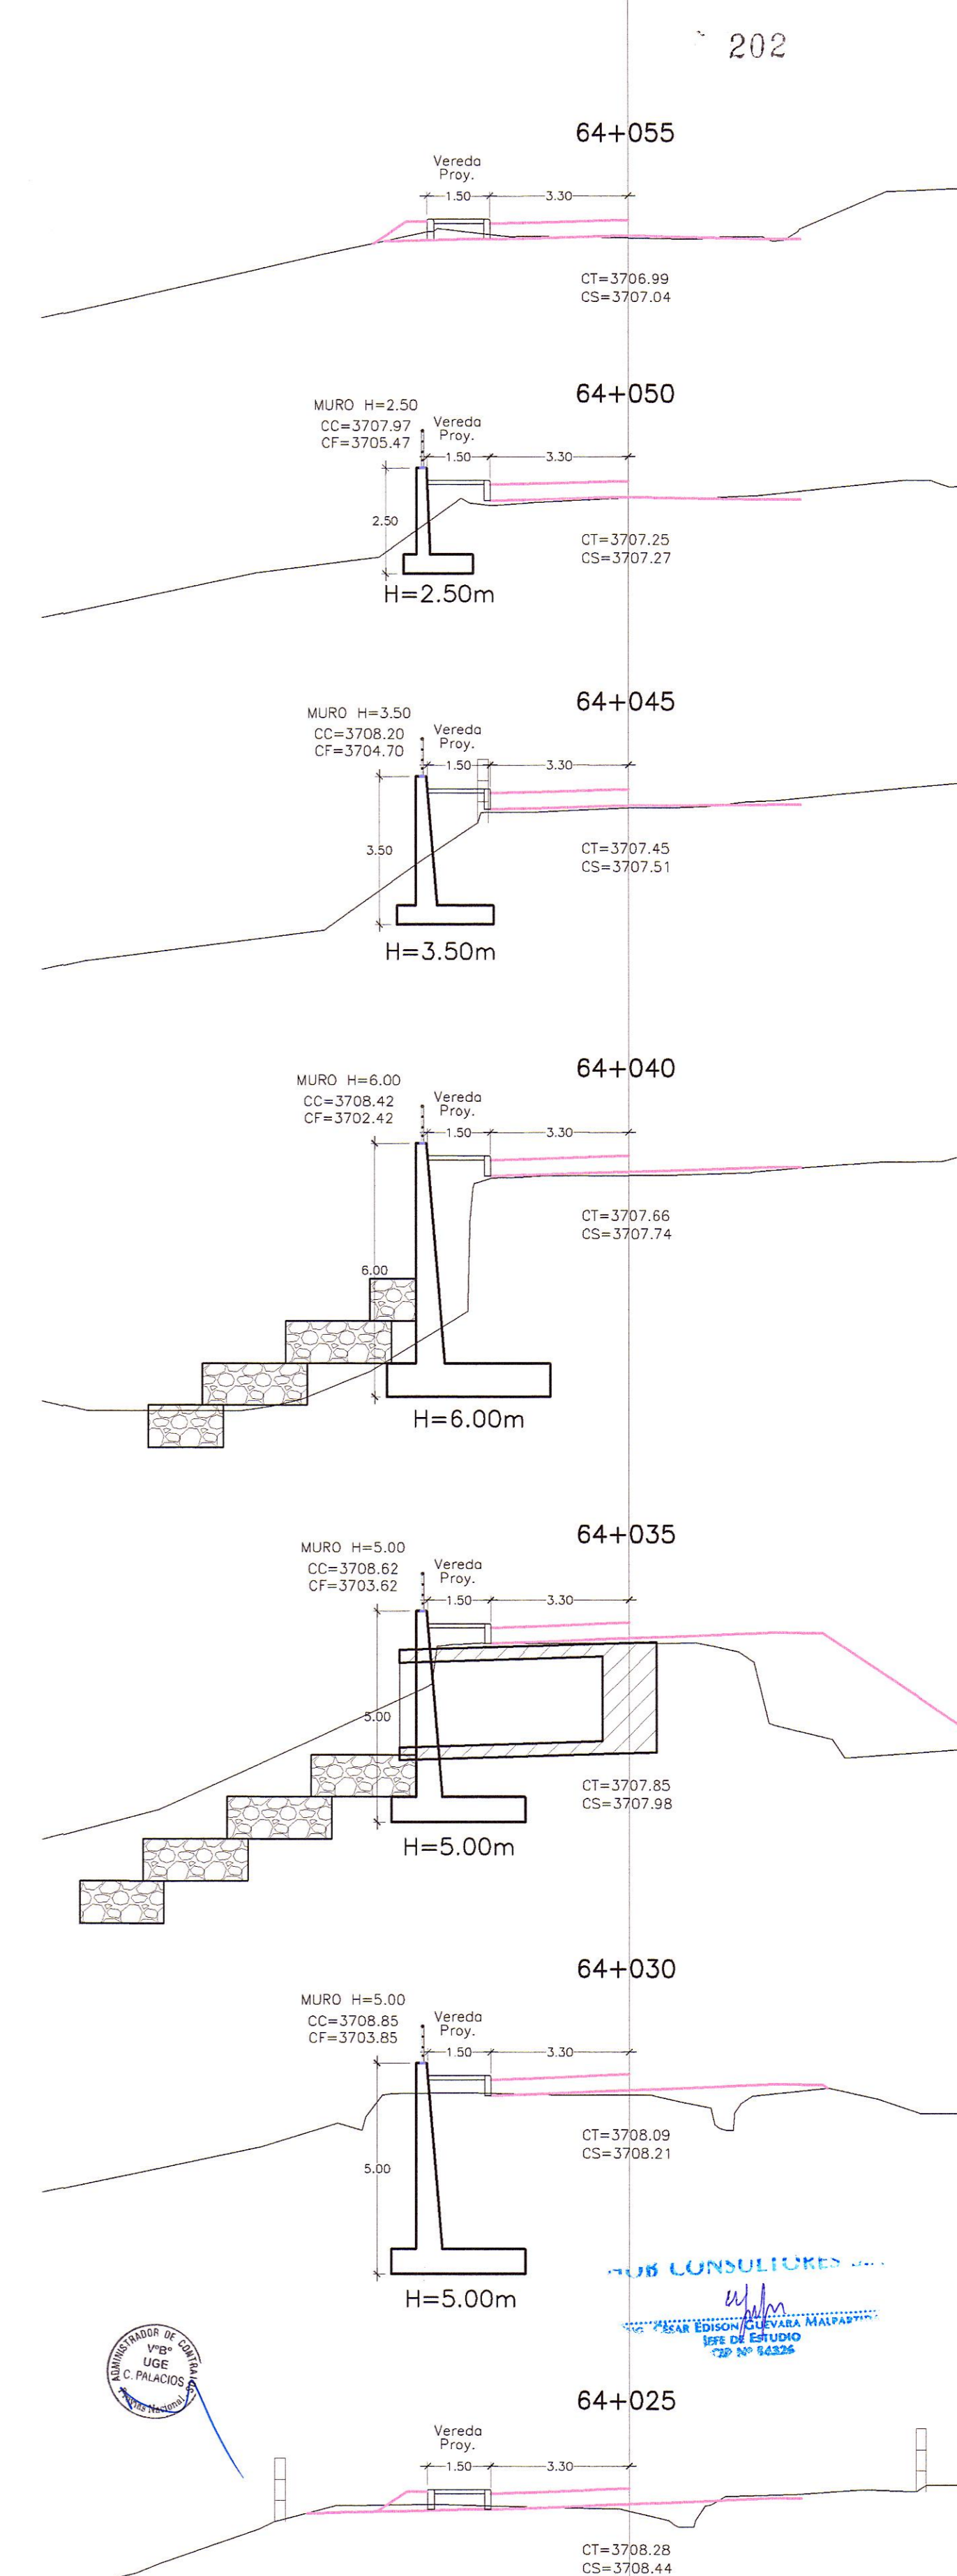 202
64+055
Vereda
Proy.
1.50 3.30
CT=3706.99
CS=3707.04
64+050
MURO H=2.50
CC=3707.97
CF=3705.47
Vereda
Proy.
1.50 3.30
2.50
CT=3707.25
CS=3707.27
H=2.50m
64+045
MURO H=3.50
CC=3708.20
CF=3704.70
Vereda
Proy.
1.50 3.30
3.50
CT=3707.45
CS=3707.51
H=3.50m
64+040
MURO H=6.00
CC=3708.42
CF=3702.42
Vereda
Proy.
1.50 3.30
CT=3707.66
CS=3707.74
6.00
H=6.00m
64+035
MURO H=5.00
CC=3708.62
CF=3703.62
Vereda
Proy.
1.50 3.30
5.00
CT=3707.85
CS=3707.98
H=5.00m
64+030
MURO H=5.00
CC=3708.85
CF=3703.85
Vereda
Proy.
1.50 3.30
CT=3708.09
CS=3708.21
5.00
H=5.00m
CONSULTORES
CÉSAR EDISON GUEVARA MALPARTIDA
JEFE DE ESTUDIO
CIP Nº 54326
ADMINISTRADOR DE CONTRATOS
VºBº
UGE
C. PALACIOS
Provias Nacional
64+025
Vereda
Proy.
1.50 3.30
CT=3708.28
CS=3708.44